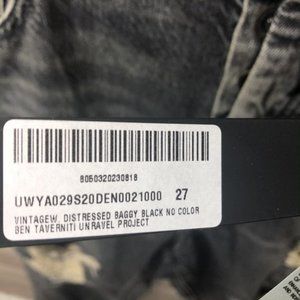 8050320230818
UWYA029S20DEN0021000 27
VINTAGEW. DISTRESSED BAGGY BLACK NO COLOR
BEN TAVERNITI UNRAVEL PROJECT